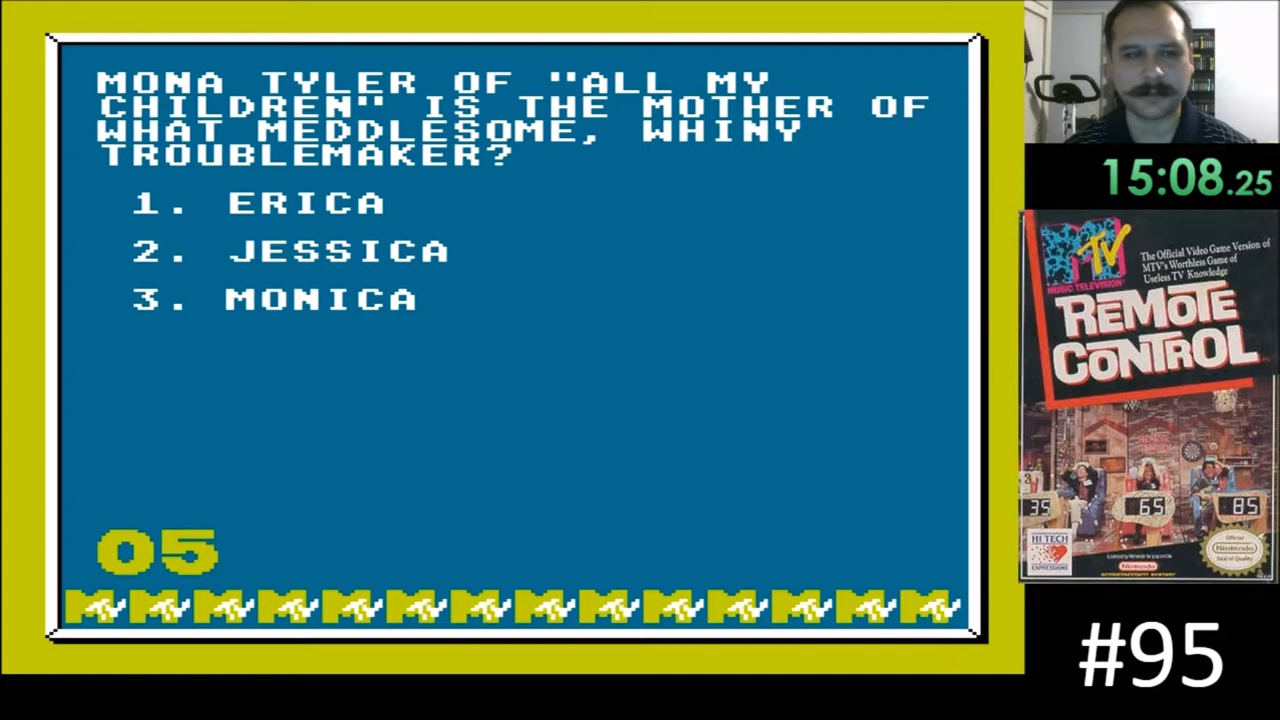 MONA TYLER OF "ALL MY
CHILDREN" IS THE MOTHER OF
WHAT MEDDLESOME, WHINY
TROUBLEMAKER?
1. ERICA
2. JESSICA
3. MONICA
05
15:08.25
MTV
MUSIC TELEVISION
The Official Video Game Version of
MTV's Worthless Game of
Useless TV Knowledge
REMOTE
CONTROL
35
65
85
HI TECH
EXPRESSIONS
Nintendo
Official
Nintendo
Seal of Quality
#95